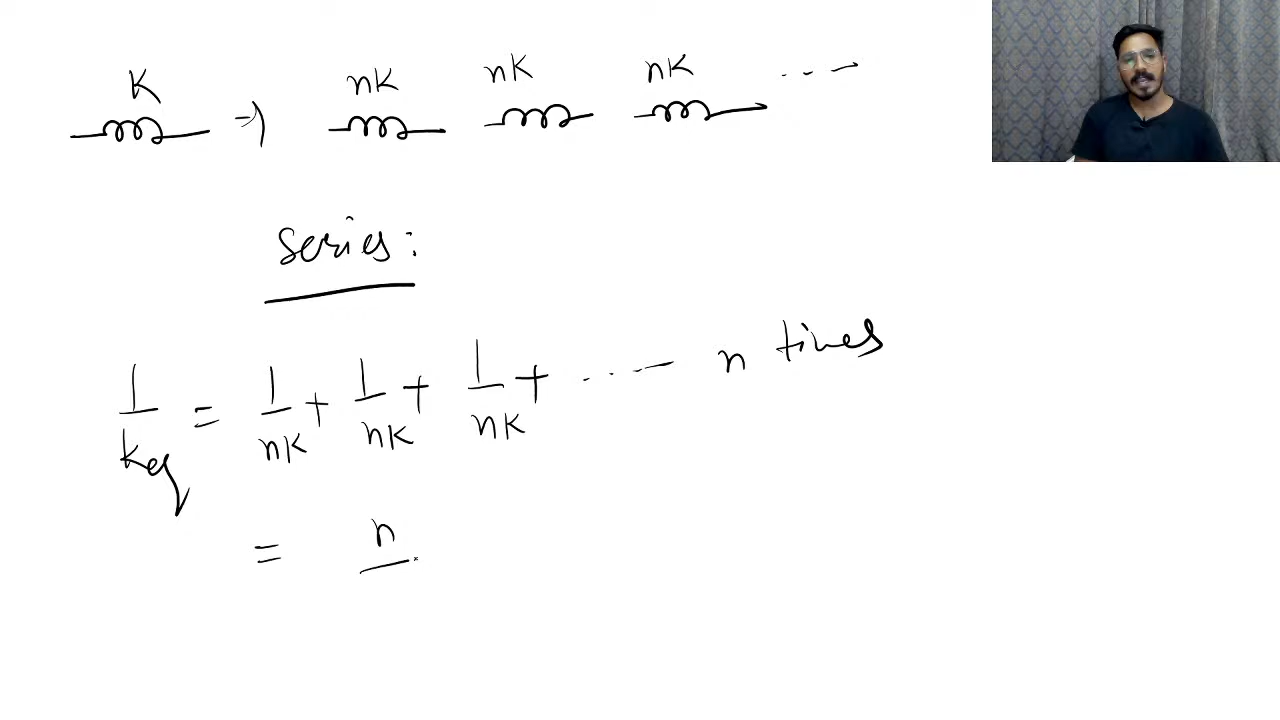 K ⇒ nK nK nK ....
Series:
1/keq = 1/nK + 1/nK + 1/nK + ..... n times
= n